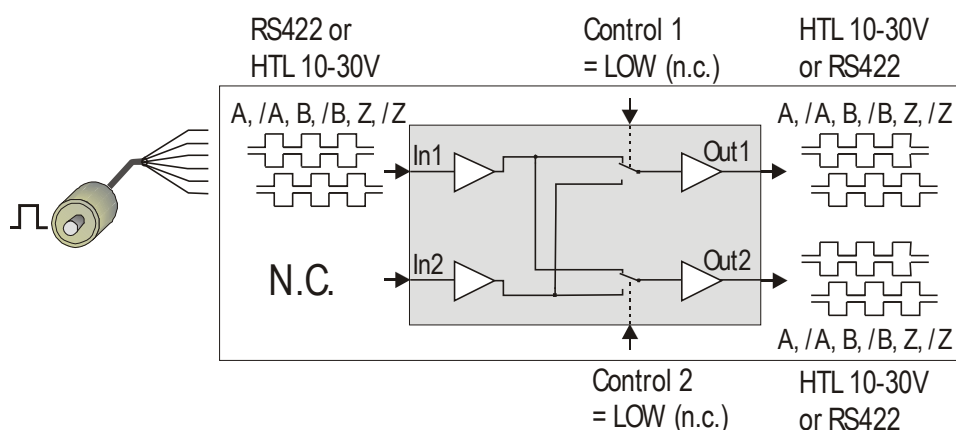 RS422 or
HTL 10-30V
Control 1
= LOW (n.c.)
HTL 10-30V
or RS422
A, /A, B, /B, Z, /Z
A, /A, B, /B, Z, /Z
In1
Out1
N.C.
In2
Out2
A, /A, B, /B, Z, /Z
Control 2
= LOW (n.c.)
HTL 10-30V
or RS422